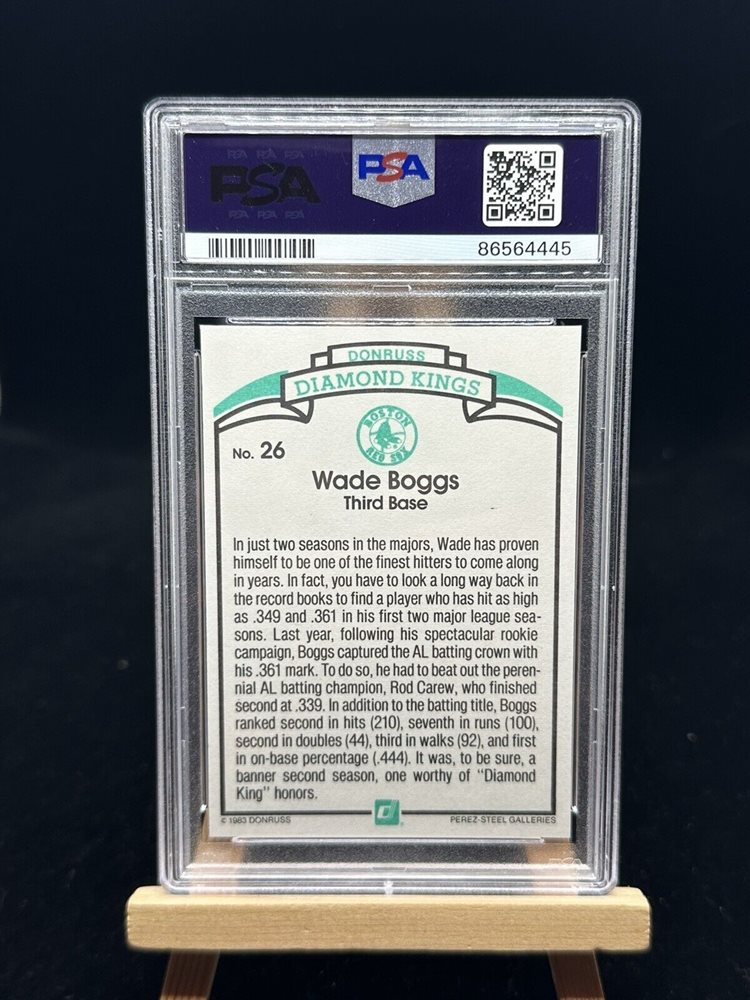 PSA PSA PSA
PSA
PSA PSA PSA
PSA
86564445
DONRUSS
DIAMOND KINGS
BOSTON
RED SOX
No. 26
Wade Boggs
Third Base
In just two seasons in the majors, Wade has proven
himself to be one of the finest hitters to come along
in years. In fact, you have to look a long way back in
the record books to find a player who has hit as high
as .349 and .361 in his first two major league sea-
sons. Last year, following his spectacular rookie
campaign, Boggs captured the AL batting crown with
his .361 mark. To do so, he had to beat out the peren-
nial AL batting champion, Rod Carew, who finished
second at .339. In addition to the batting title, Boggs
ranked second in hits (210), seventh in runs (100),
second in doubles (44), third in walks (92), and first
in on-base percentage (.444). It was, to be sure, a
banner second season, one worthy of "Diamond
King" honors.
© 1983 DONRUSS
d
PEREZ-STEEL GALLERIES
PSA